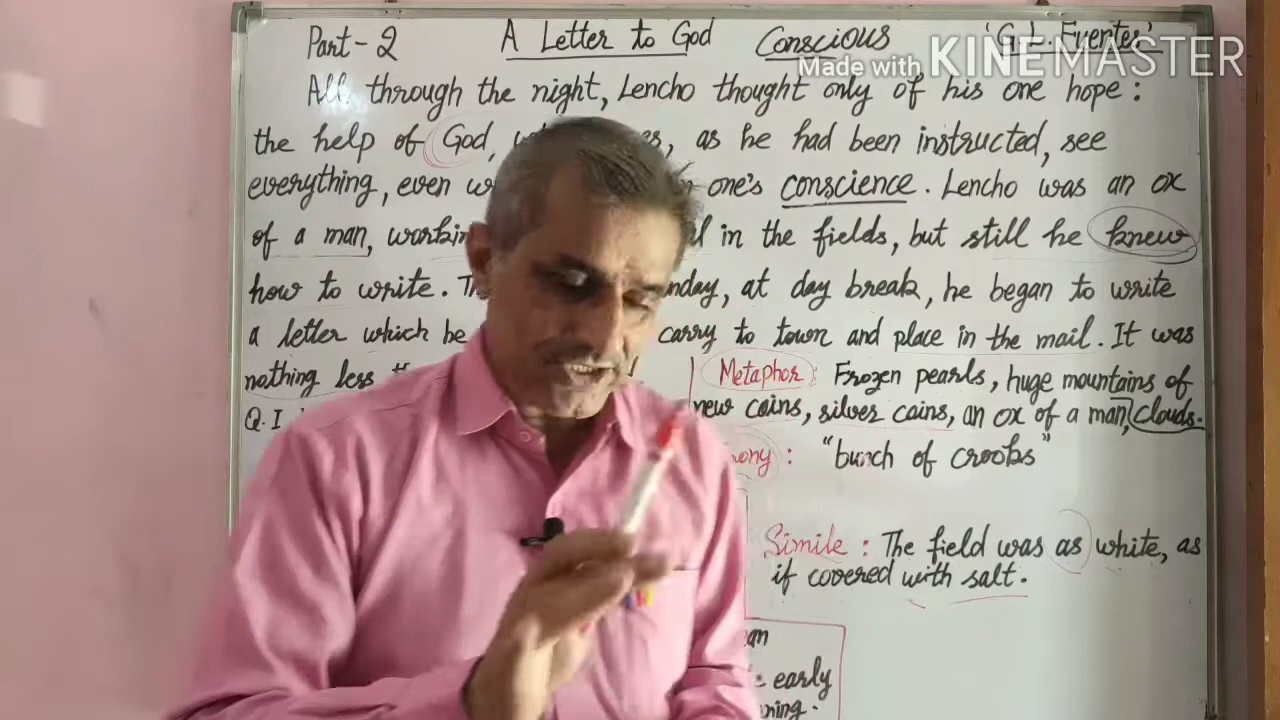 Part-2 A Letter to God Conscious 'G.L. Fuentes'
Made with KINEMASTER
All through the night, Lencho thought only of his one hope:
the help of God, as he had been instructed, see
everything, even one's conscience. Lencho was an ox
of a man, in the fields, but still he knew
how to write. day break, he began to write
a letter which he carry to town and place in the mail. It was
nothing less
Metaphor: Frozen pearls, huge mountains of
new coins, silver coins, an ox of a man, clouds.
Q.I
: "bunch of crooks"
Simile: The field was as white, as
if covered with salt.
early